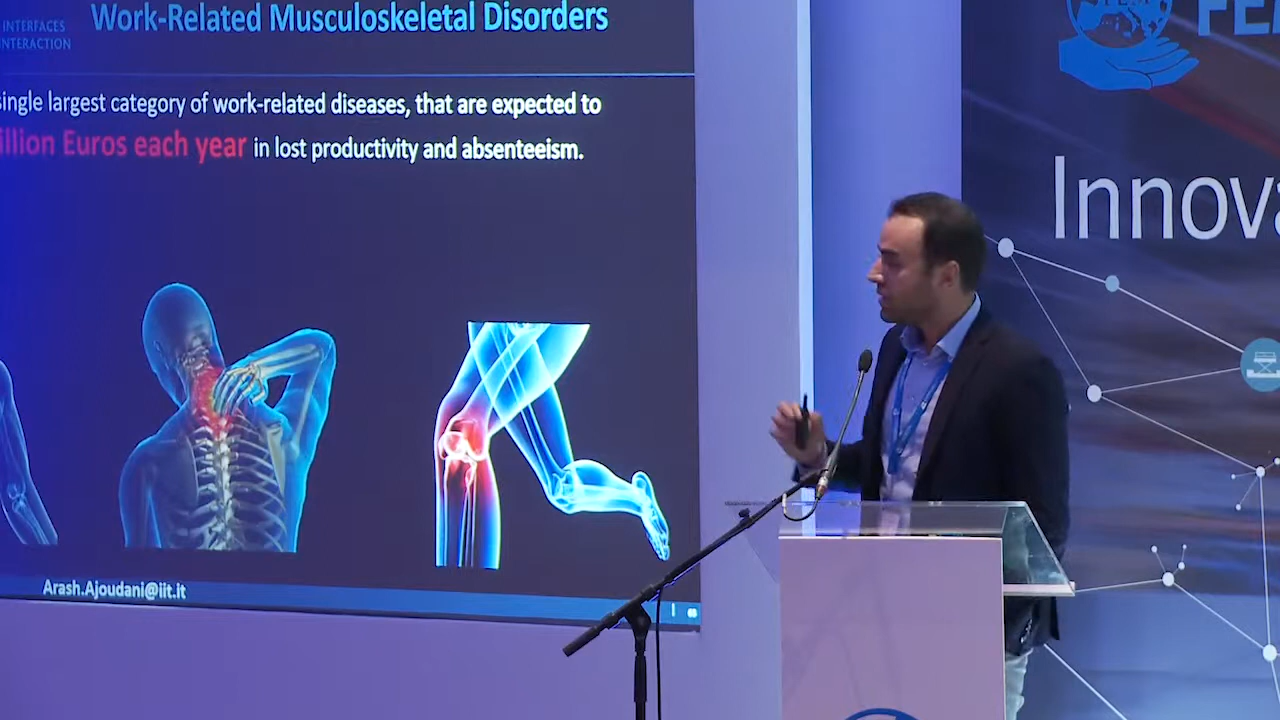 INTERFACES
INTERACTION
Work-Related Musculoskeletal Disorders
single largest category of work-related diseases, that are expected to
illion Euros each year in lost productivity and absenteeism.
Arash.Ajoudani@iit.it
FE
Innova